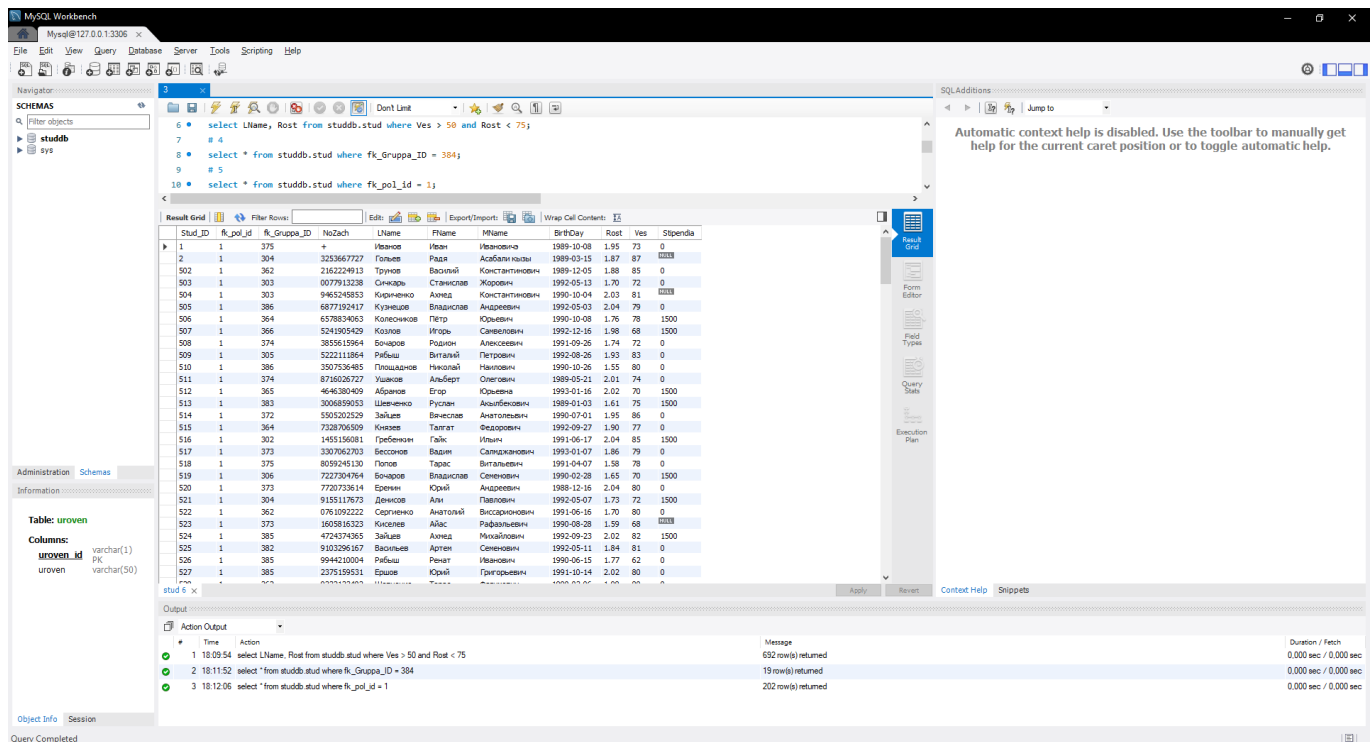 MySQL Workbench
Mysql@127.0.0.1:3306 ×
File Edit View Query Database Server Tools Scripting Help
Navigator
SCHEMAS
Filter objects
studdb
sys
Administration Schemas
Information
Table: uroven
Columns:
uroven_id varchar(1) PK
uroven varchar(50)
Object Info Session
Query Completed
3 ×
Don't Limit
6 select LName, Rost from studdb.stud where Ves > 50 and Rost < 75;
7 # 4
8 select * from studdb.stud where fk_Gruppa_ID = 384;
9 # 5
10 select * from studdb.stud where fk_pol_id = 1;
Result Grid Filter Rows: Edit: Export/Import: Wrap Cell Content:
Stud_ID fk_pol_id fk_Gruppa_ID NoZach LName FName MName BirthDay Rost Ves Stipendia
1 1 375 + Иванов Иван Ивановича 1989-10-08 1.95 73 0
2 1 304 3253667727 Гольев Радя Асабали кызы 1989-03-15 1.87 87 NULL
502 1 362 2162224913 Трунов Василий Константинович 1989-12-05 1.88 85 0
503 1 303 0077913238 Сичкарь Станислав Жорович 1992-05-13 1.70 72 0
504 1 303 9465245853 Кириченко Ахмед Константинович 1990-10-04 2.03 81 NULL
505 1 386 6877192417 Кузнецов Владислав Андреевич 1992-05-03 2.04 79 0
506 1 364 6578834063 Колесников Пётр Юрьевич 1990-10-08 1.76 78 1500
507 1 366 5241905429 Козлов Игорь Самвелович 1992-12-16 1.98 68 1500
508 1 374 3855615964 Бочаров Родион Алексеевич 1991-09-26 1.74 72 0
509 1 305 5222111864 Рябыш Виталий Петрович 1992-08-26 1.93 83 0
510 1 386 3507536485 Площаднов Николай Наилович 1990-10-26 1.55 80 0
511 1 374 8716026727 Ушаков Альберт Олегович 1989-05-21 2.01 74 0
512 1 365 4646380409 Абрамов Егор Юрьевна 1993-01-16 2.02 70 1500
513 1 383 3006859053 Шевченко Руслан Акылбекович 1989-01-03 1.61 75 1500
514 1 372 5505202529 Зайцев Вячеслав Анатолеьвич 1990-07-01 1.95 86 0
515 1 364 7328706509 Князев Талгат Федорович 1992-09-27 1.90 77 0
516 1 302 1455156081 Гребенкин Гайк Ильич 1991-06-17 2.04 85 1500
517 1 373 3307062703 Бессонов Вадим Салмджанович 1993-01-07 1.86 79 0
518 1 375 8059245130 Попов Тарас Витальевич 1991-04-07 1.58 78 0
519 1 306 7227304764 Бочаров Владислав Семенович 1990-02-28 1.65 70 0
520 1 373 7720733614 Еремин Юрий Андреевич 1988-12-16 2.04 80 0
521 1 304 9155117673 Денисов Али Павлович 1992-05-07 1.73 72 1500
522 1 362 0761092222 Сергиенко Анатолий Виссарионович 1991-06-16 1.70 80 0
523 1 373 1605816323 Киселев Айас Рафаэльевич 1990-08-28 1.59 68 NULL
524 1 385 4724374365 Зайцев Ахмед Михайлович 1992-09-23 2.02 82 1500
525 1 382 9103296167 Васильев Артем Семенович 1992-05-11 1.84 81 0
526 1 385 9944210004 Рябыш Ренат Иванович 1990-06-15 1.77 62 0
527 1 385 2375159531 Ершов Юрий Григорьевич 1991-10-14 2.02 80 0
stud 6 × Apply Revert
Result Grid
Form Editor
Field Types
Query Stats
Execution Plan
SQLAdditions
Jump to
Automatic context help is disabled. Use the toolbar to manually get
help for the current caret position or to toggle automatic help.
Context Help Snippets
Output
Action Output
# Time Action Message Duration / Fetch
1 18:09:54 select LName, Rost from studdb.stud where Ves > 50 and Rost < 75 692 row(s) returned 0,000 sec / 0,000 sec
2 18:11:52 select * from studdb.stud where fk_Gruppa_ID = 384 19 row(s) returned 0,000 sec / 0,000 sec
3 18:12:06 select * from studdb.stud where fk_pol_id = 1 202 row(s) returned 0,000 sec / 0,000 sec